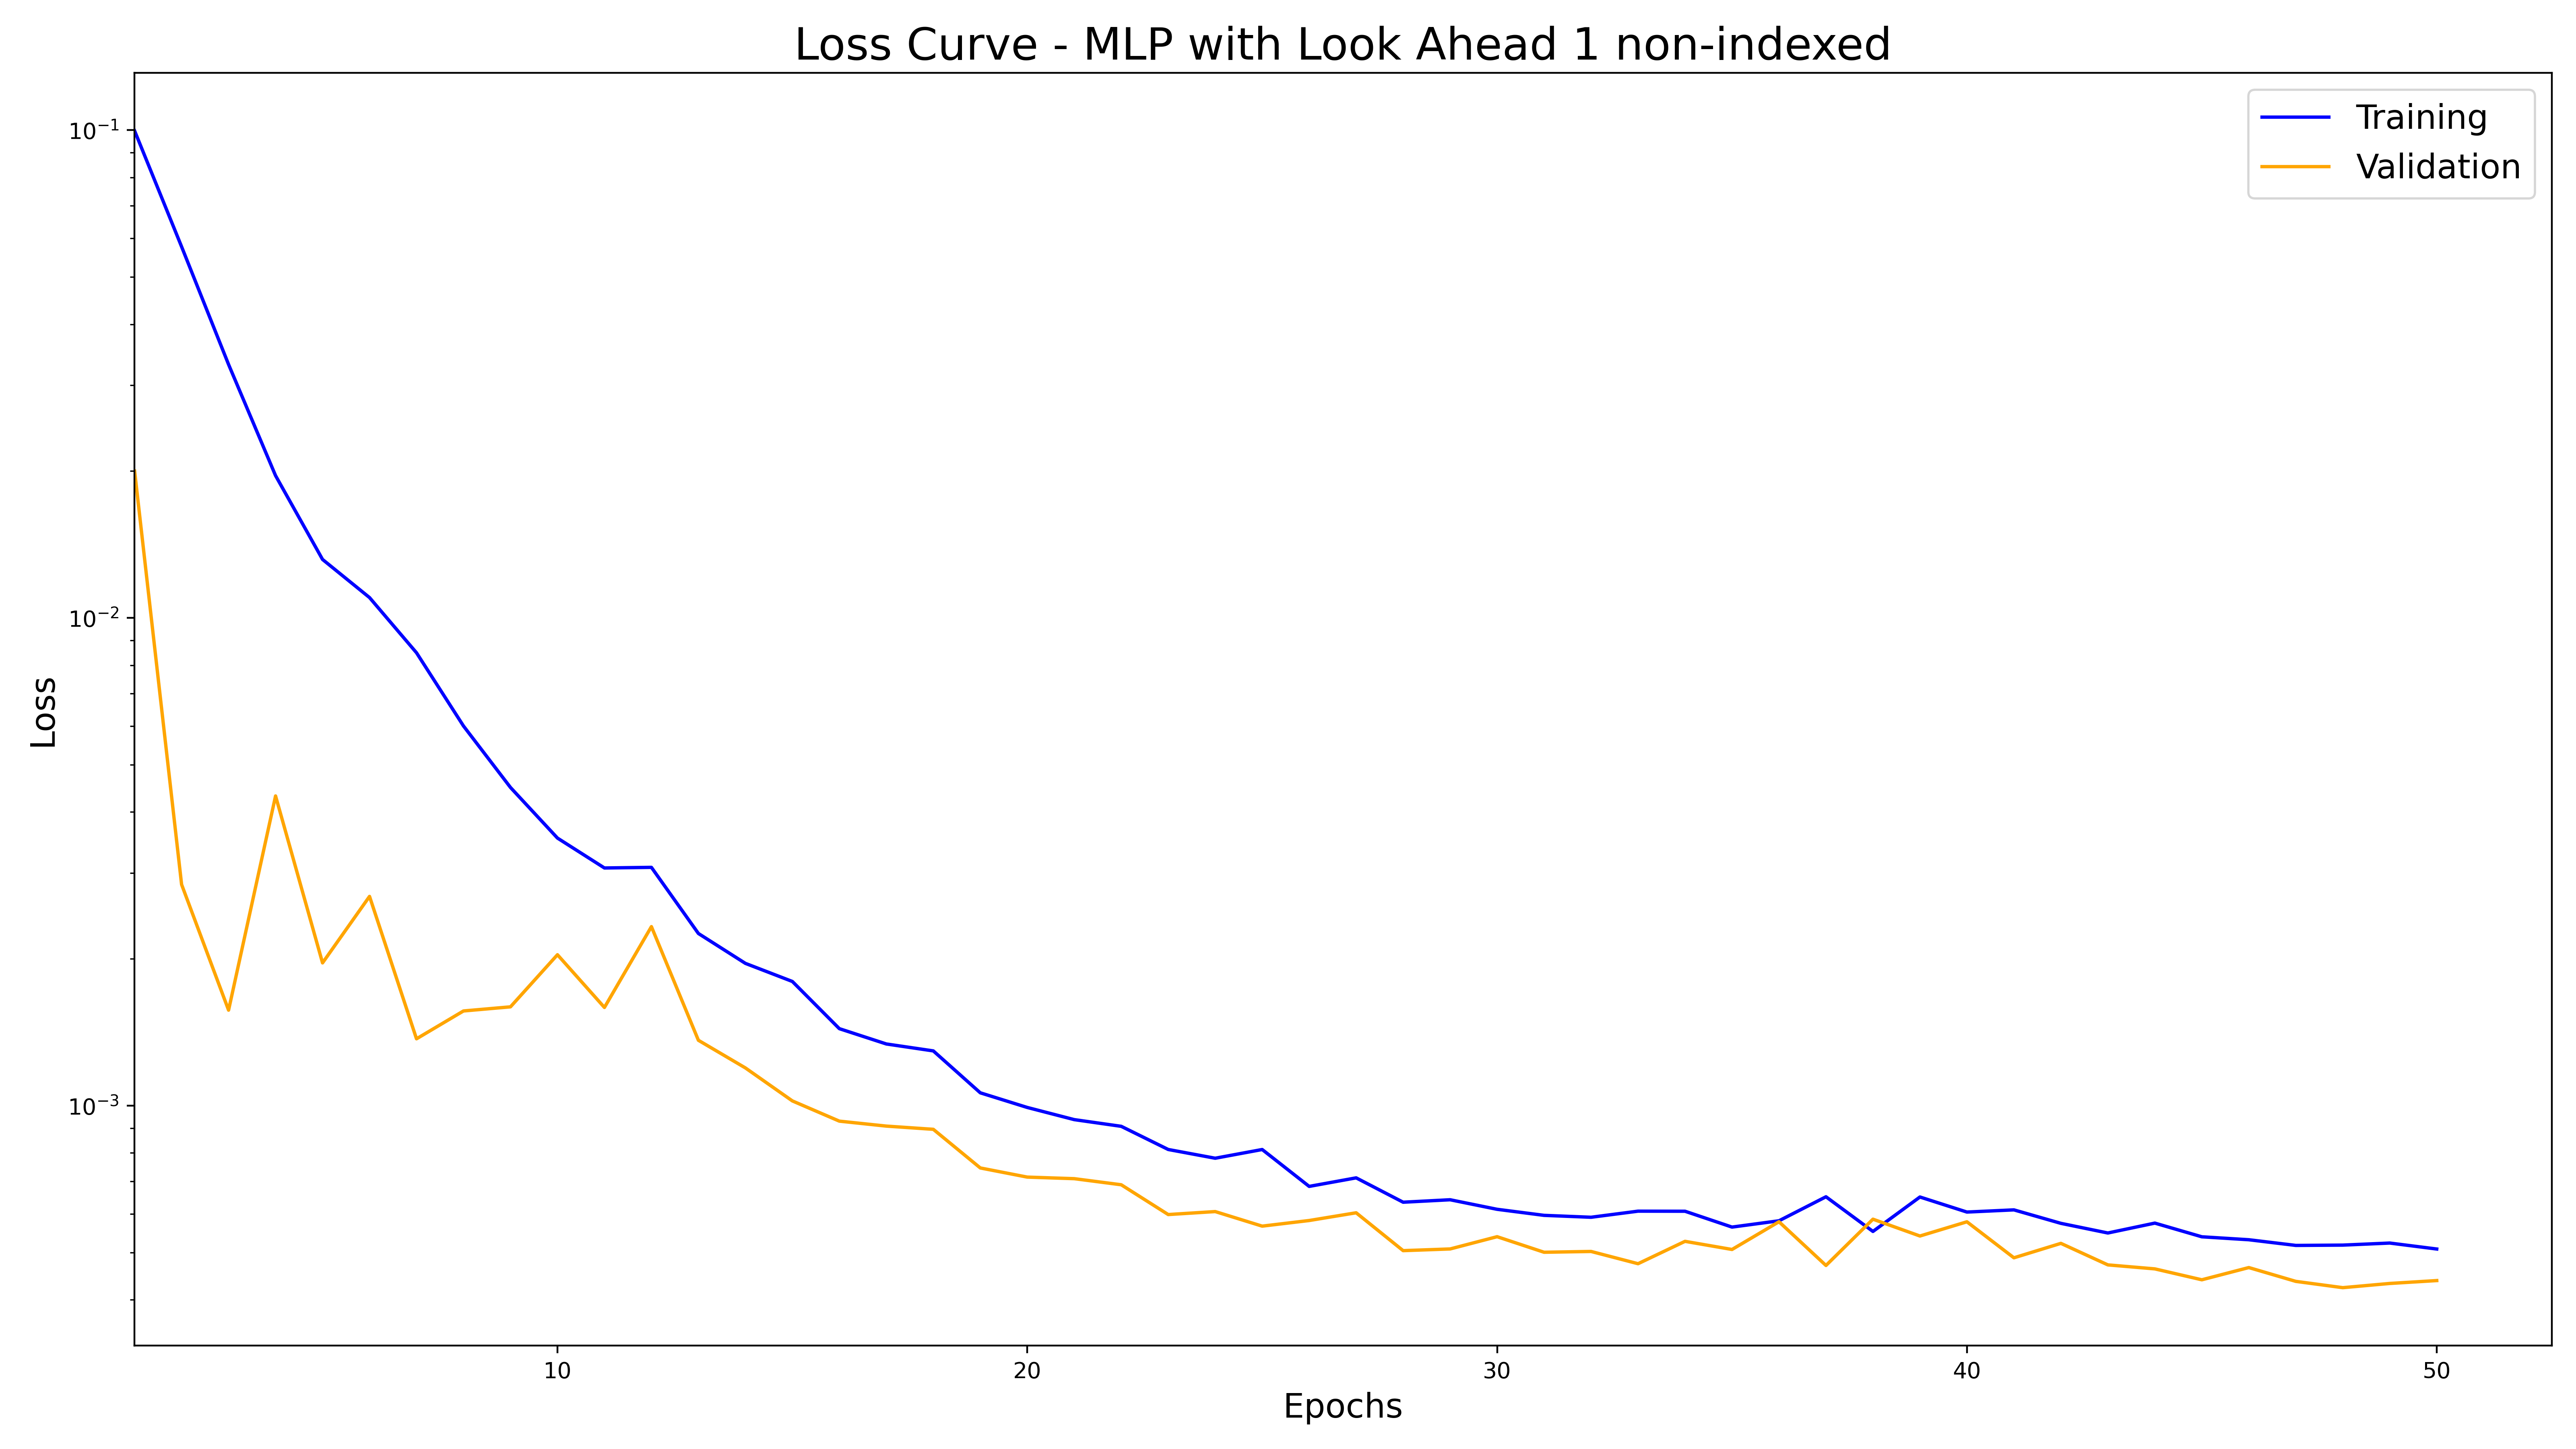 Loss Curve - MLP with Look Ahead 1 non-indexed
Training
Validation
10⁻¹
10⁻²
10⁻³
Loss
10 20 30 40 50
Epochs